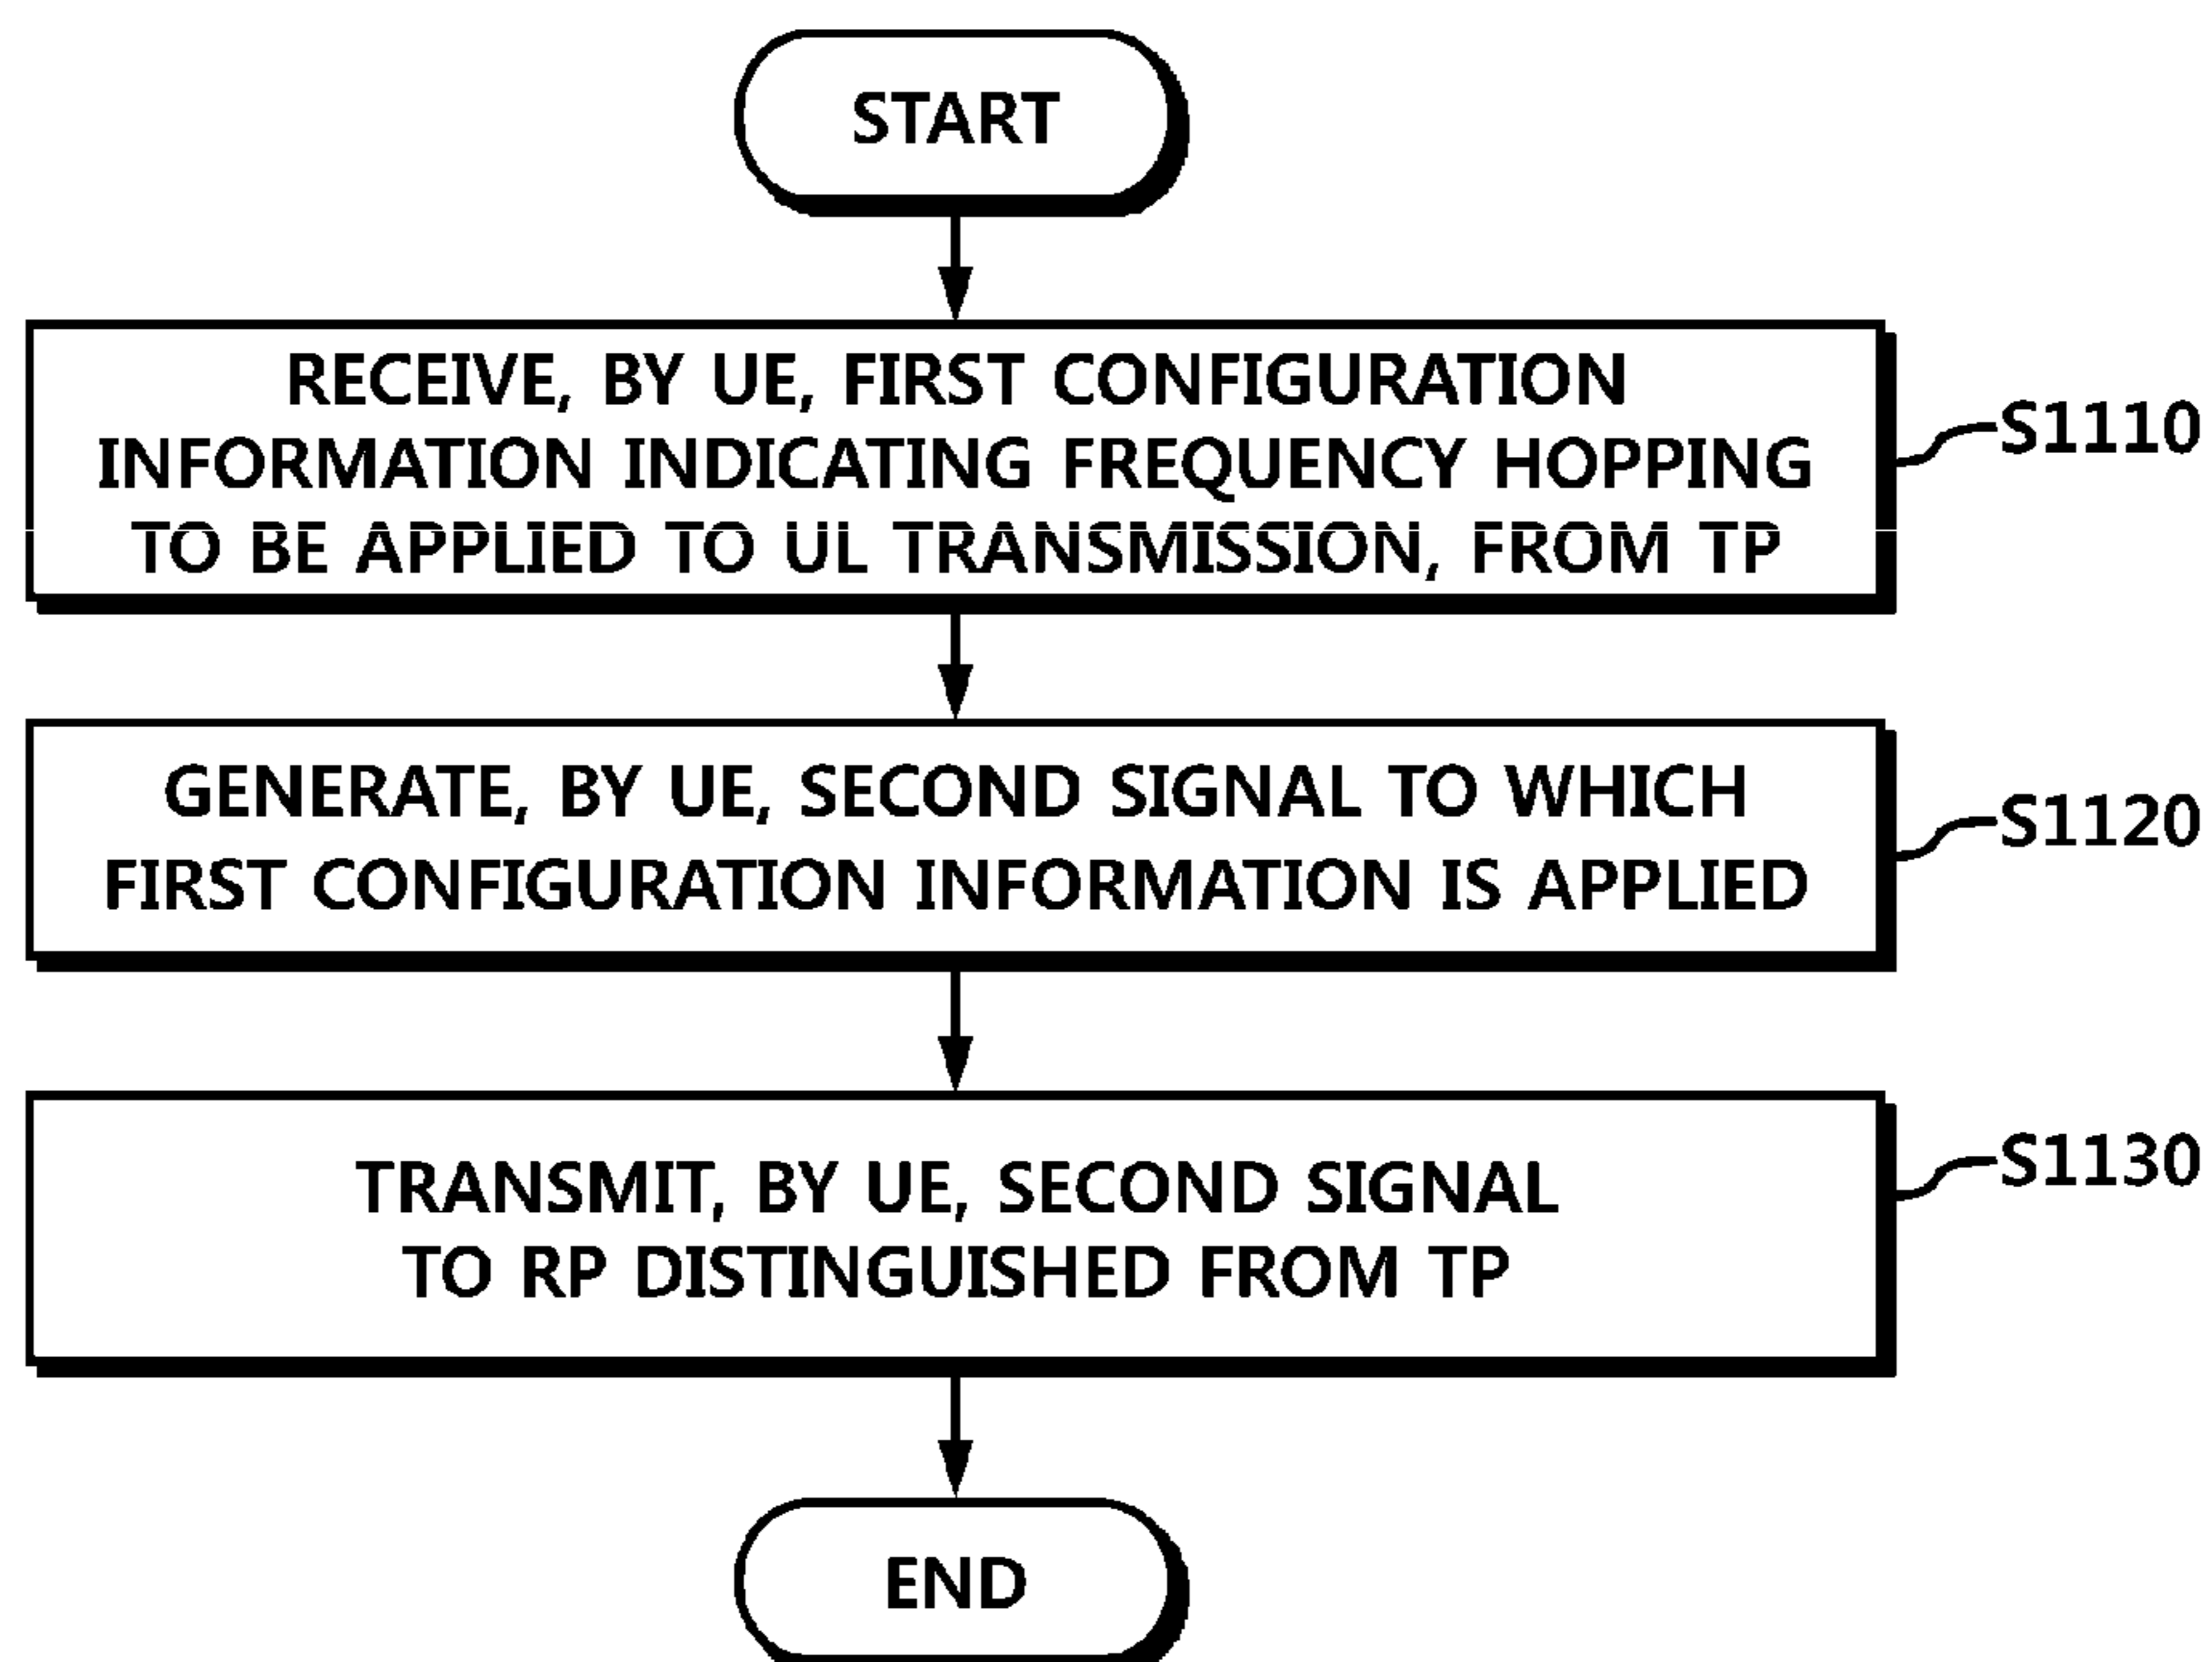 START
RECEIVE, BY UE, FIRST CONFIGURATION
INFORMATION INDICATING FREQUENCY HOPPING
TO BE APPLIED TO UL TRANSMISSION, FROM TP
S1110
GENERATE, BY UE, SECOND SIGNAL TO WHICH
FIRST CONFIGURATION INFORMATION IS APPLIED
S1120
TRANSMIT, BY UE, SECOND SIGNAL
TO RP DISTINGUISHED FROM TP
S1130
END